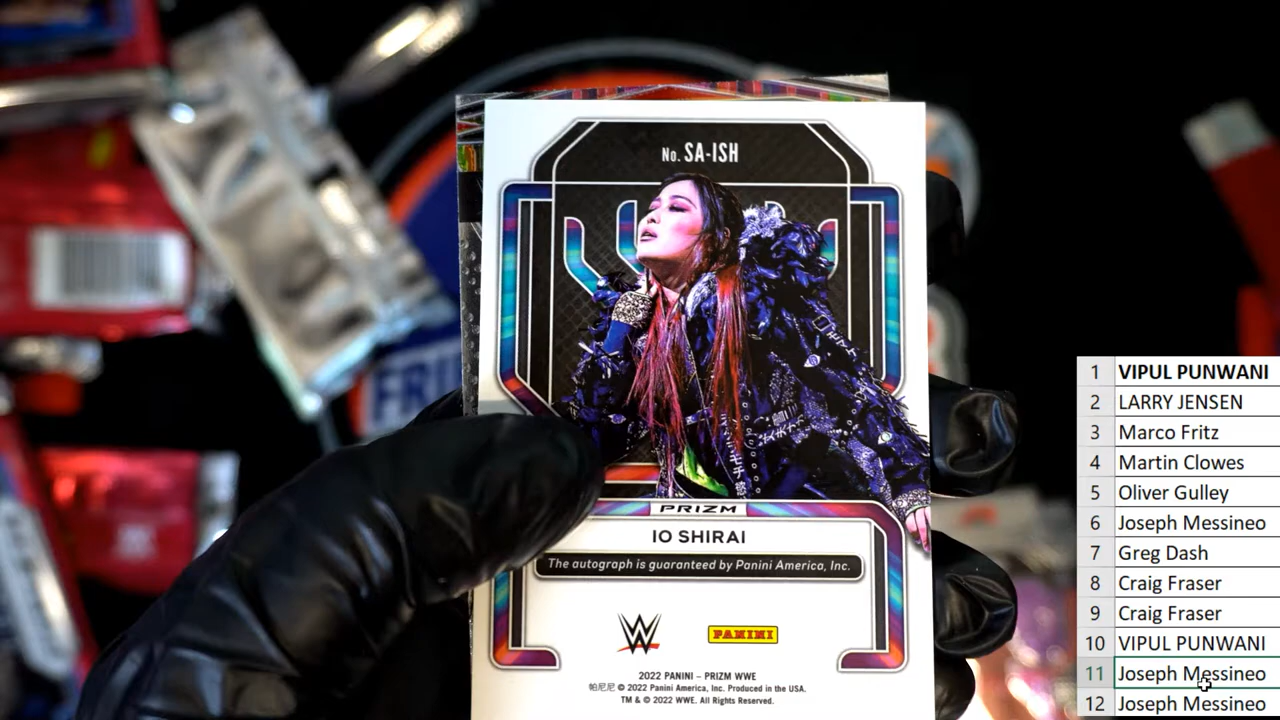 No. SA-ISH
PRIZM
IO SHIRAI
The autograph is guaranteed by Panini America, Inc.
W
PANINI
2022 PANINI – PRIZM WWE
帕尼尼 © 2022 Panini America, Inc. Produced in the USA.
TM & © 2022 WWE. All Rights Reserved.
1 VIPUL PUNWANI
2 LARRY JENSEN
3 Marco Fritz
4 Martin Clowes
5 Oliver Gulley
6 Joseph Messineo
7 Greg Dash
8 Craig Fraser
9 Craig Fraser
10 VIPUL PUNWANI
11 Joseph Messineo
12 Joseph Messineo